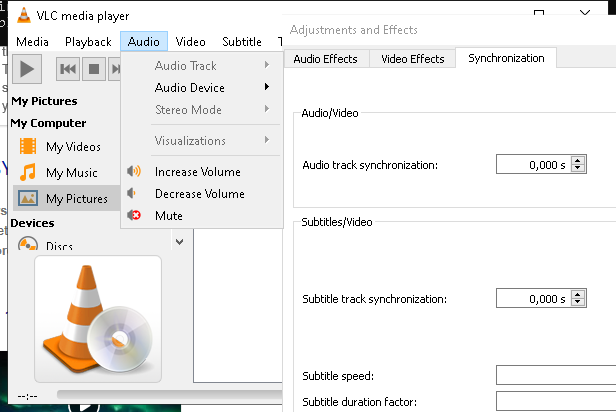 VLC media player
Media Playback Audio Video Subtitle
Audio Track
Audio Device
Stereo Mode
Visualizations
Increase Volume
Decrease Volume
Mute
My Pictures
My Computer
My Videos
My Music
My Pictures
Devices
Discs
--:--
Adjustments and Effects
Audio Effects Video Effects Synchronization
Audio/Video
Audio track synchronization: 0,000 s
Subtitles/Video
Subtitle track synchronization: 0,000 s
Subtitle speed:
Subtitle duration factor: